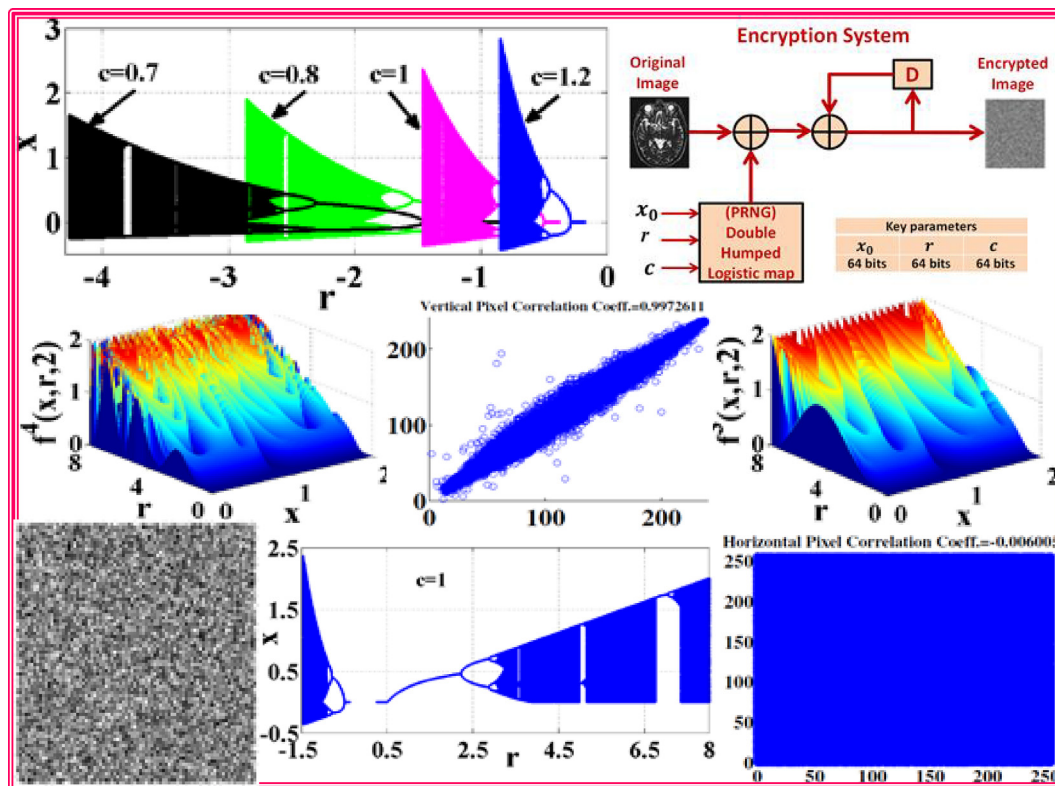 3
2
1
0
x
c=0.7
c=0.8
c=1
c=1.2
-4
-3
-2
-1
0
r
Encryption System
Original
Image
Encrypted
Image
D
x₀
r
c
(PRNG)
Double
Humped
Logistic map
Key parameters
x₀ r c
64 bits 64 bits 64 bits
f⁴(x,r,2)
2
1
0
8
4
0
r
0
1
2
x
Vertical Pixel Correlation Coeff.=0.9972611
200
100
0
0 100 200
f³(x,r,2)
2
1
0
8
4
0
r
0
1
2
x
c=1
2.5
1.5
0.5
-0.5
x
-1.5 0.5 2.5 4.5 6.5 8
r
Horizontal Pixel Correlation Coeff.=-0.006005
250
200
150
100
50
0
0 50 100 150 200 250